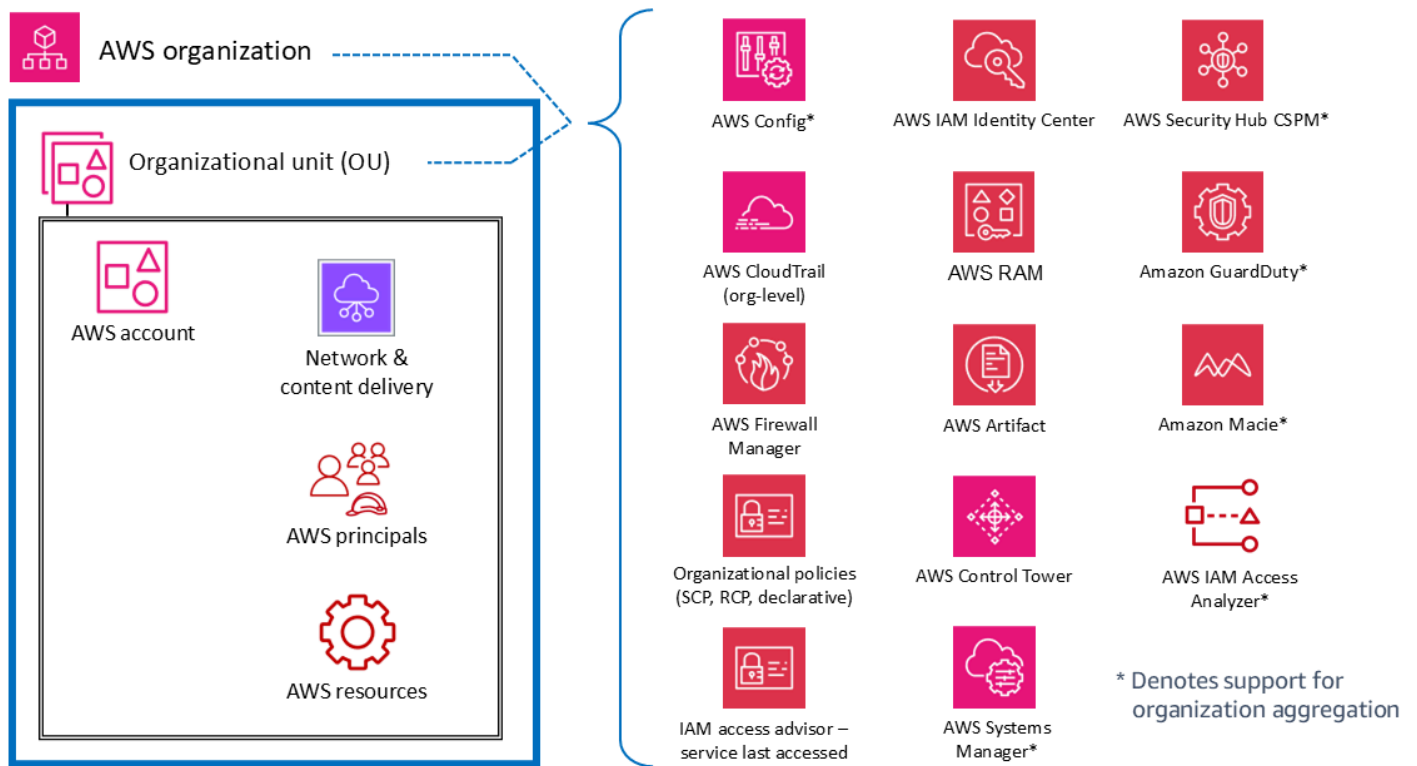 AWS organization
Organizational unit (OU)
AWS account
Network &
content delivery
AWS principals
AWS resources
AWS Config*
AWS IAM Identity Center
AWS Security Hub CSPM*
AWS CloudTrail
(org-level)
AWS RAM
Amazon GuardDuty*
AWS Firewall
Manager
AWS Artifact
Amazon Macie*
Organizational policies
(SCP, RCP, declarative)
AWS Control Tower
AWS IAM Access
Analyzer*
IAM access advisor –
service last accessed
AWS Systems
Manager*
* Denotes support for
organization aggregation